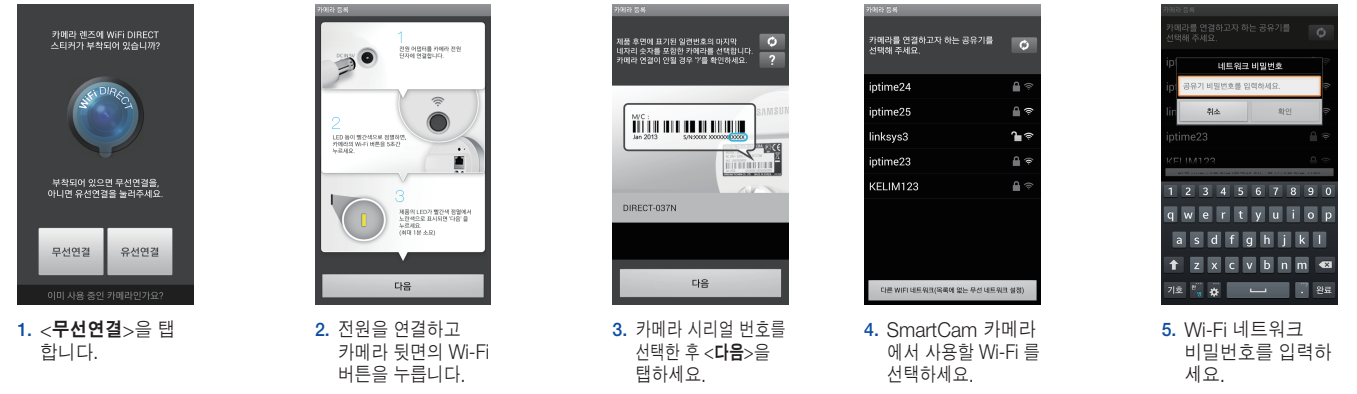 카메라 렌즈에 WiFi DIRECT
스티커가 부착되어 있습니까?
WiFi DIRECT
부착되어 있으면 무선연결을,
아니면 유선연결을 눌러주세요.
무선연결
유선연결
이미 사용 중인 카메라인가요?
1. <무선연결>을 탭
합니다.
카메라 등록
1
전원 어댑터를 카메라 전원
단자에 연결합니다.
2
LED 등이 빨간색으로 점멸하면,
카메라의 Wi-Fi 버튼을 5초간
누르세요.
3
제품의 LED가 빨간색 점멸에서
노란색으로 표시되면 '다음' 을
누르세요.
(최대 1분 소요)
다음
2. 전원을 연결하고
카메라 뒷면의 Wi-Fi
버튼을 누릅니다.
카메라 등록
제품 후면에 표기된 일련번호의 마지막
네자리 숫자를 포함한 카메라를 선택합니다.
카메라 연결이 안될 경우 '?'를 확인하세요.
?
SAMSUN
M/C :
Jan 2013
S/N:XXXX XXXXXX XXXX
DIRECT-037N
다음
3. 카메라 시리얼 번호를
선택한 후 <다음>을
탭하세요.
카메라 등록
카메라를 연결하고자 하는 공유기를
선택해 주세요.
iptime24
iptime25
linksys3
iptime23
KELIM123
다른 WIFI 네트워크(목록에 없는 무선 네트워크 설정)
4. SmartCam 카메라
에서 사용할 Wi-Fi 를
선택하세요.
카메라 등록
카메라를 연결하고자 하는 공유기를
선택해 주세요.
네트워크 비밀번호
공유기 비밀번호를 입력하세요.
취소
확인
iptime23
KELIM123
1 2 3 4 5 6 7 8 9 0
q w e r t y u i o p
a s d f g h j k l
z x c v b n m
기호
.
완료
5. Wi-Fi 네트워크
비밀번호를 입력하
세요.